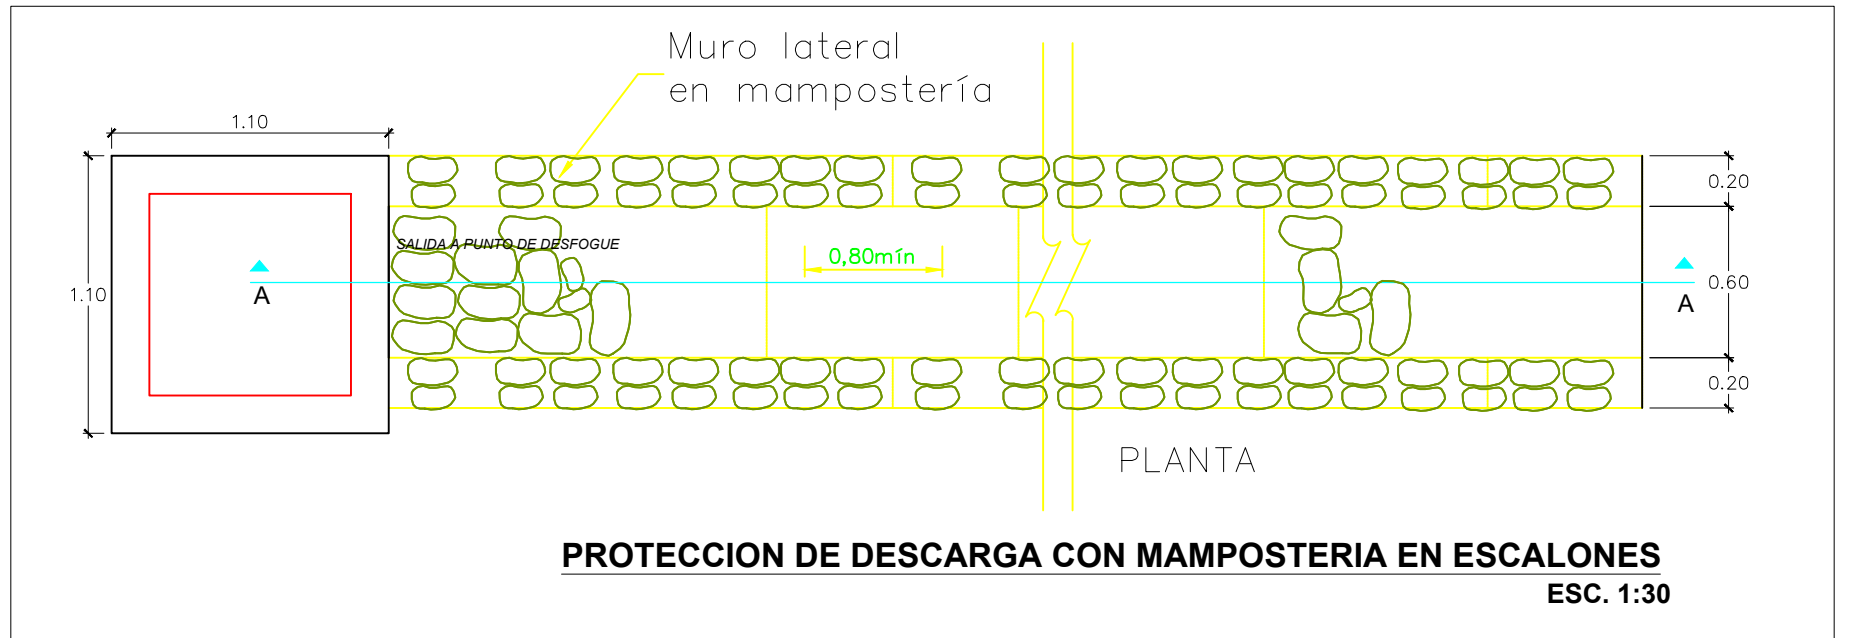 Muro lateral
en mampostería
1.10
0.20
SALIDA A PUNTO DE DESFOGUE
0,80mín
1.10
A
A
0.60
0.20
PLANTA
PROTECCION DE DESCARGA CON MAMPOSTERIA EN ESCALONES
ESC. 1:30